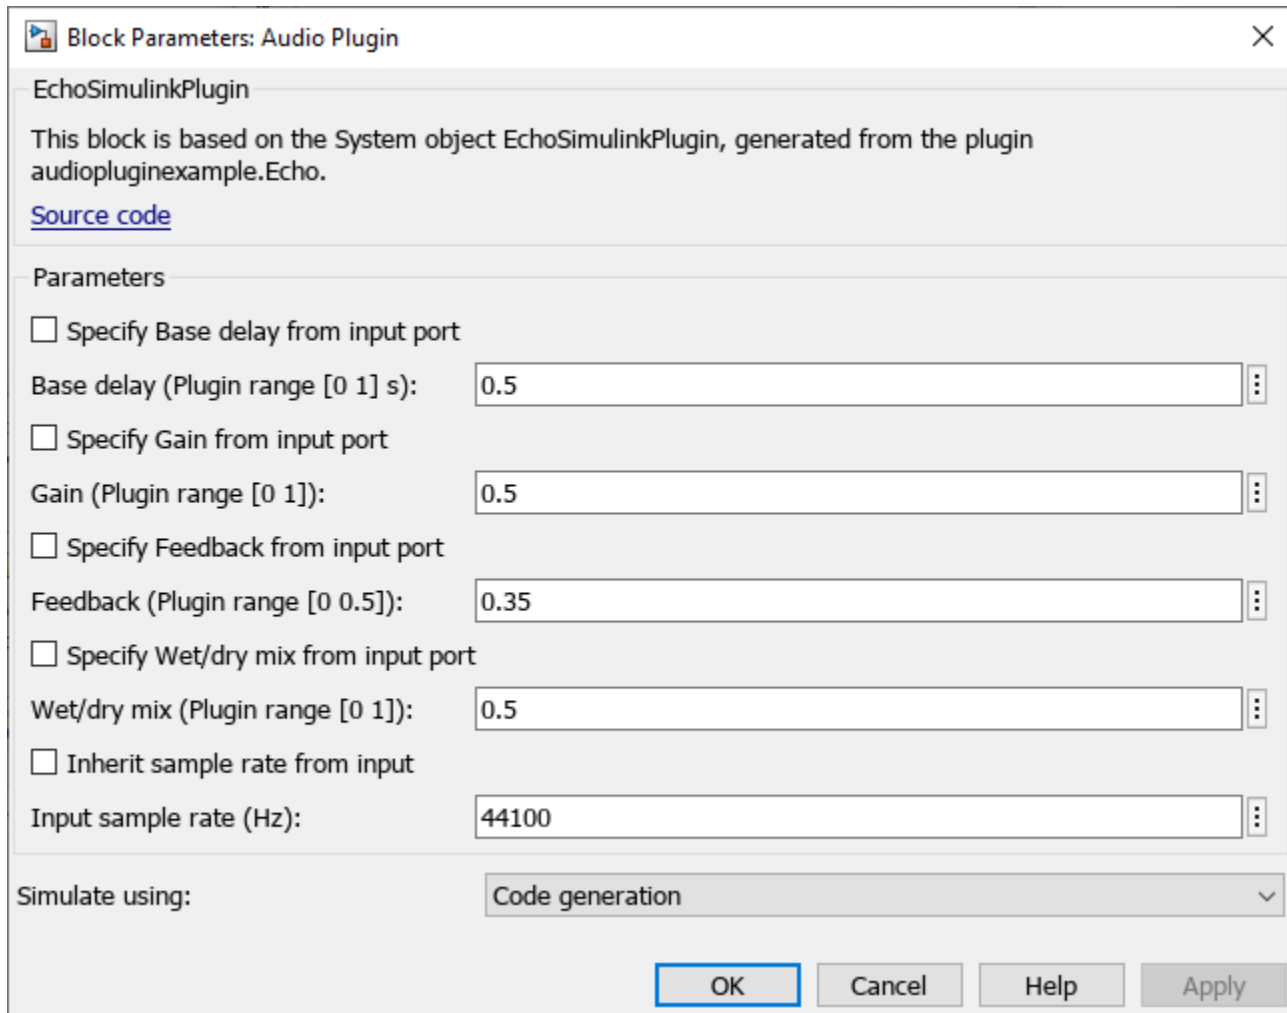 Block Parameters: Audio Plugin
EchoSimulinkPlugin
This block is based on the System object EchoSimulinkPlugin, generated from the plugin
audiopluginexample.Echo.
Source code
Parameters
Specify Base delay from input port
Base delay (Plugin range [0 1] s): 0.5
Specify Gain from input port
Gain (Plugin range [0 1]): 0.5
Specify Feedback from input port
Feedback (Plugin range [0 0.5]): 0.35
Specify Wet/dry mix from input port
Wet/dry mix (Plugin range [0 1]): 0.5
Inherit sample rate from input
Input sample rate (Hz): 44100
Simulate using: Code generation
OK Cancel Help Apply